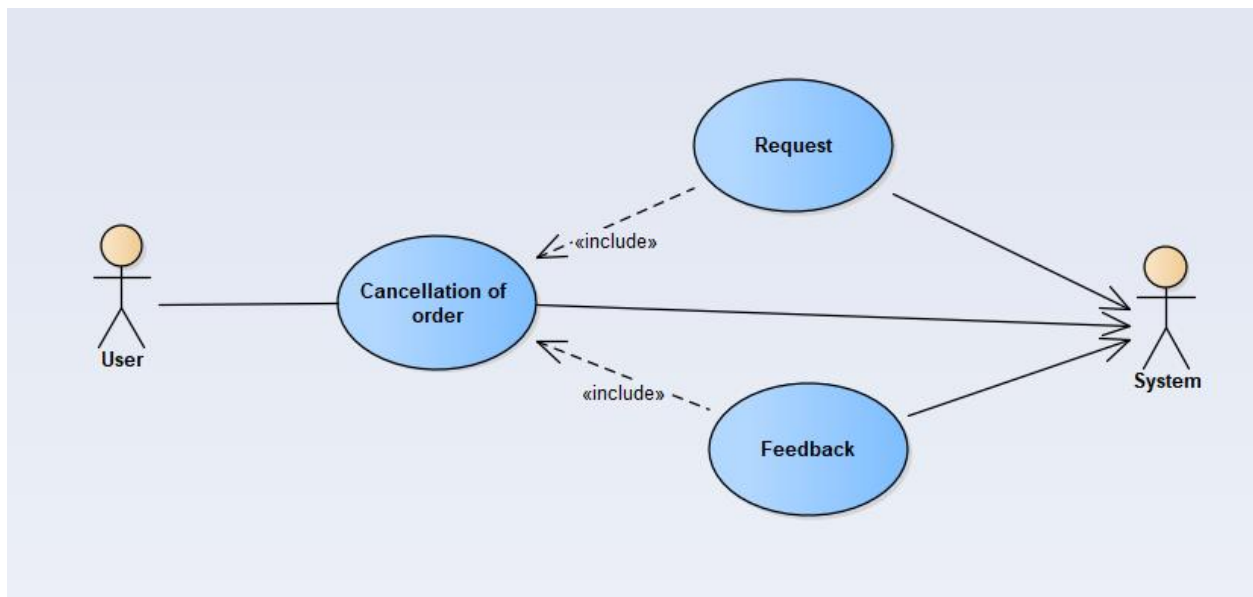 Request
«include»
Cancellation of
order
User
System
«include»
Feedback